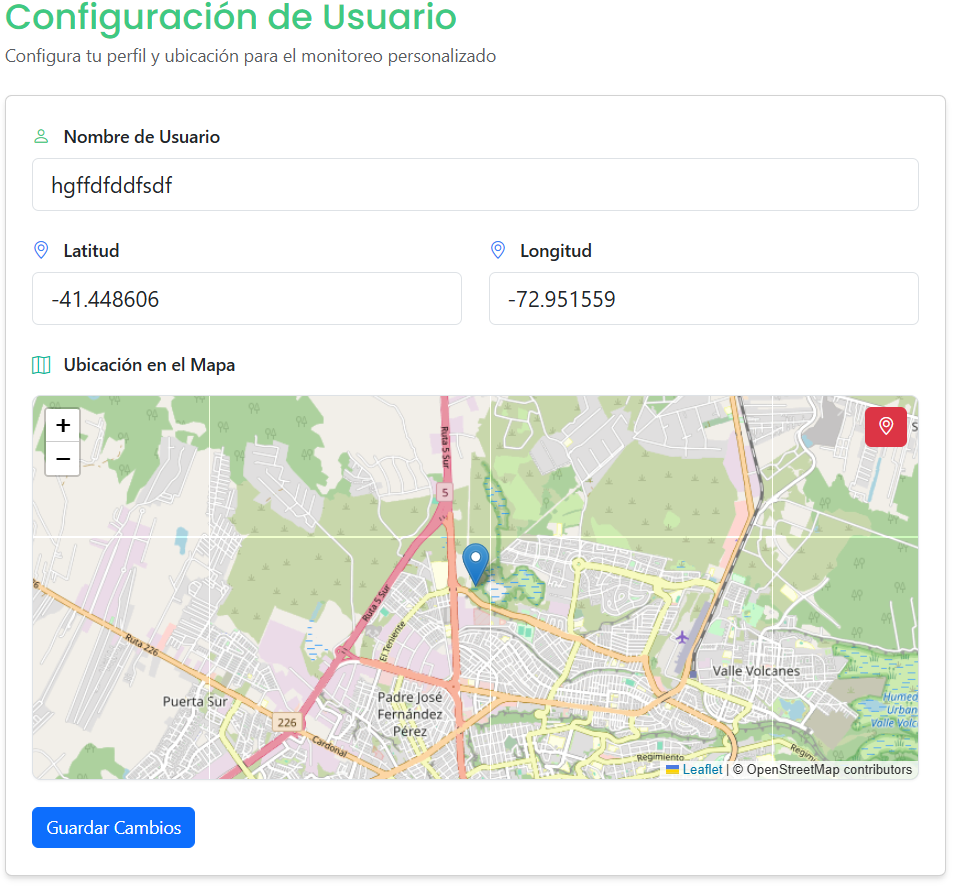 Configuración de Usuario
Configura tu perfil y ubicación para el monitoreo personalizado
Nombre de Usuario
hgffdfddfsdf
Latitud
Longitud
-41.448606
-72.951559
Ubicación en el Mapa
+
−
Ruta 5 Sur
5
Ruta 5 Sur
El Teniente
Ruta 226
Valle Volcanes
Puerta Sur
Padre José
Fernández
Pérez
226
Cardonal
Humed
Urban
Valle Volc
Regimiento
Regim
Leaflet | © OpenStreetMap contributors
Guardar Cambios